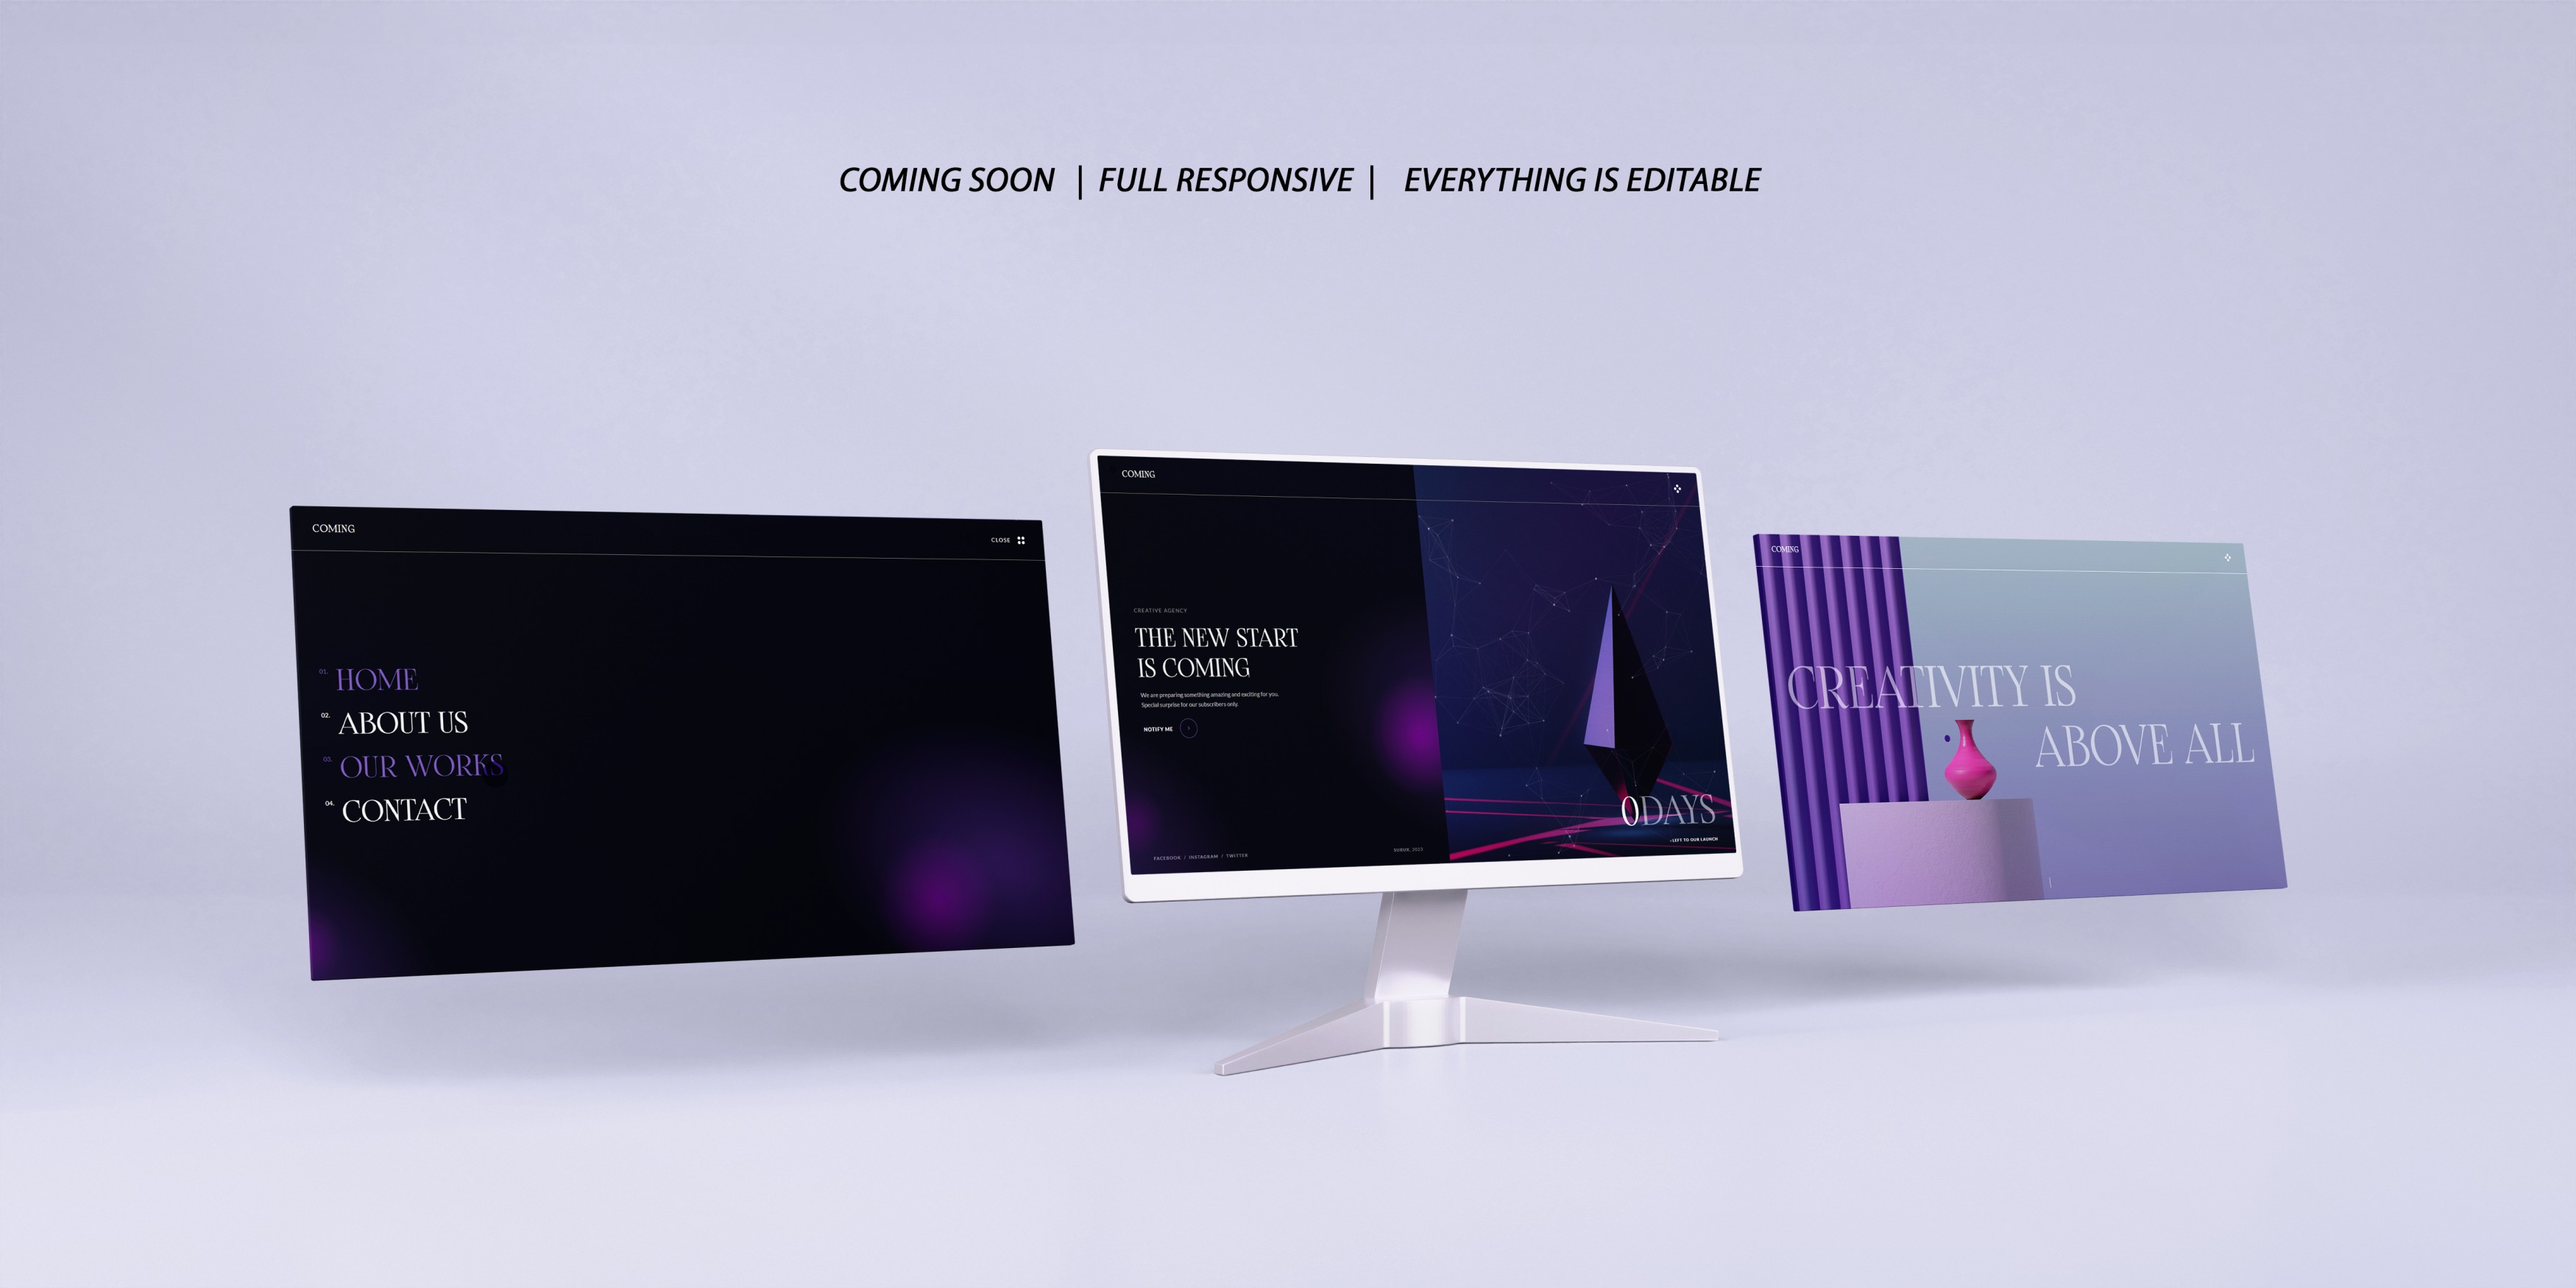 COMING SOON | FULL RESPONSIVE | EVERYTHING IS EDITABLE
COMING
CLOSE
01. HOME
02. ABOUT US
03. OUR WORKS
04. CONTACT
COMING
CREATIVE AGENCY
THE NEW START
IS COMING
We are preparing something amazing and exciting for you.
Special surprise for our subscribers only.
NOTIFY ME
FACEBOOK / INSTAGRAM / TWITTER
0DAYS
LEFT TO OUR LAUNCH
COMING
CREATIVITY IS
ABOVE ALL